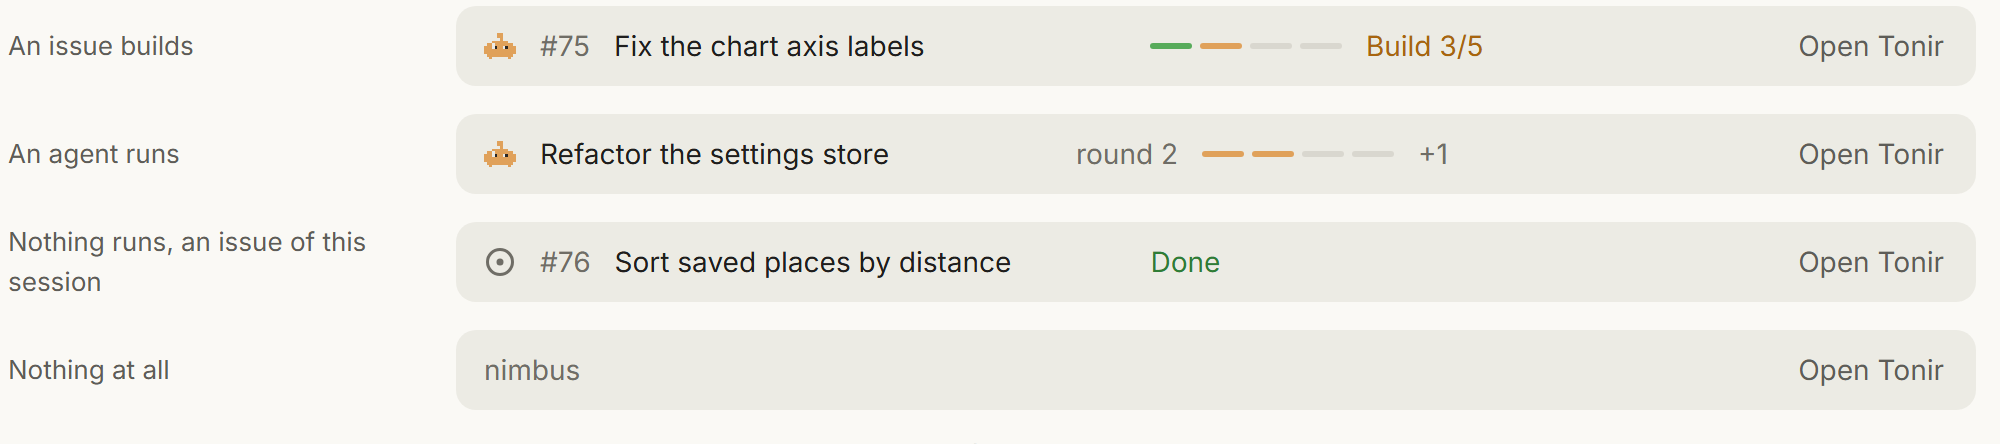 An issue builds
#75 Fix the chart axis labels Build 3/5 Open Tonir
An agent runs
Refactor the settings store round 2 +1 Open Tonir
Nothing runs, an issue of this
session
#76 Sort saved places by distance Done Open Tonir
Nothing at all
nimbus Open Tonir